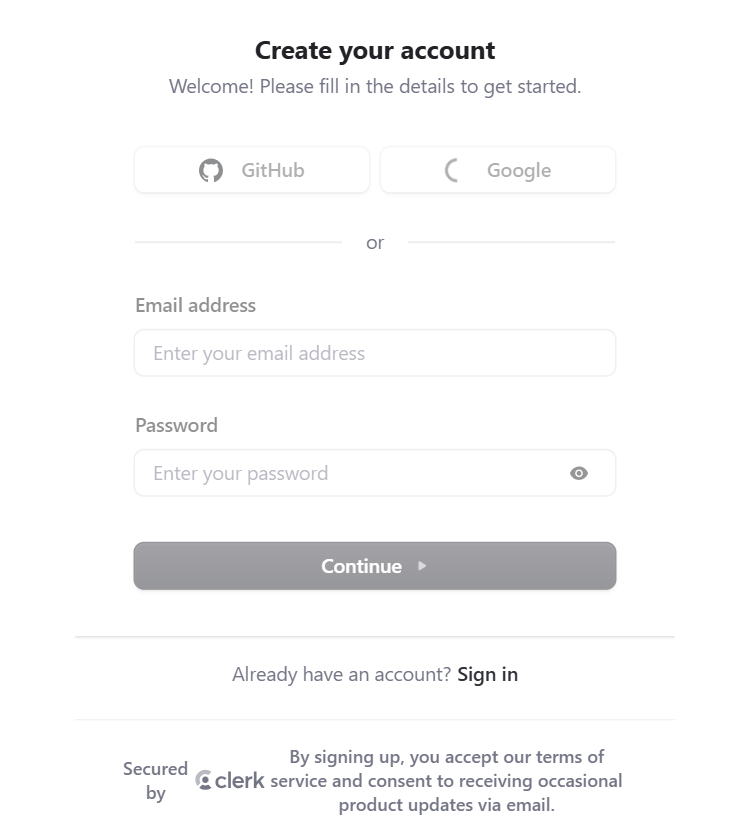 Create your account
Welcome! Please fill in the details to get started.
GitHub
Google
or
Email address
Enter your email address
Password
Enter your password
Continue
Already have an account? Sign in
Secured by
clerk
By signing up, you accept our terms of
service and consent to receiving occasional
product updates via email.